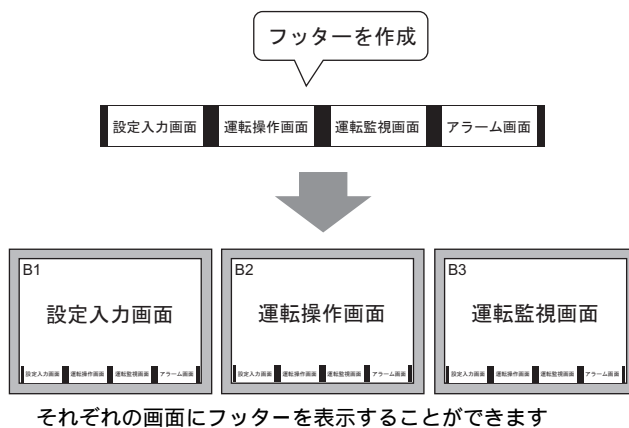 フッターを作成
設定入力画面 運転操作画面 運転監視画面 アラーム画面
B1
設定入力画面
設定入力画面 運転操作画面 運転監視画面 アラーム画面
B2
運転操作画面
設定入力画面 運転操作画面 運転監視画面 アラーム画面
B3
運転監視画面
設定入力画面 運転操作画面 運転監視画面 アラーム画面
それぞれの画面にフッターを表示することができます